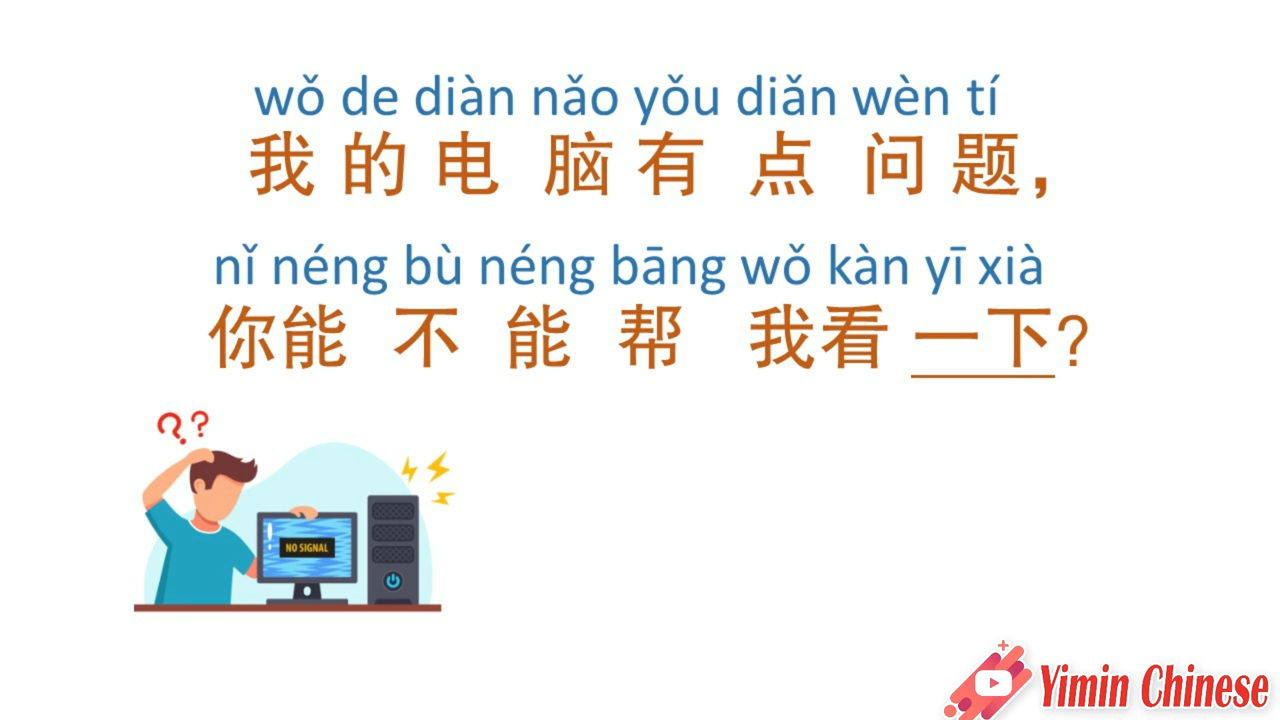 wǒ de diàn nǎo yǒu diǎn wèn tí
我的电脑有点问题，
nǐ néng bù néng bāng wǒ kàn yī xià
你能不能帮我看一下?
??
NO SIGNAL
Yimin Chinese